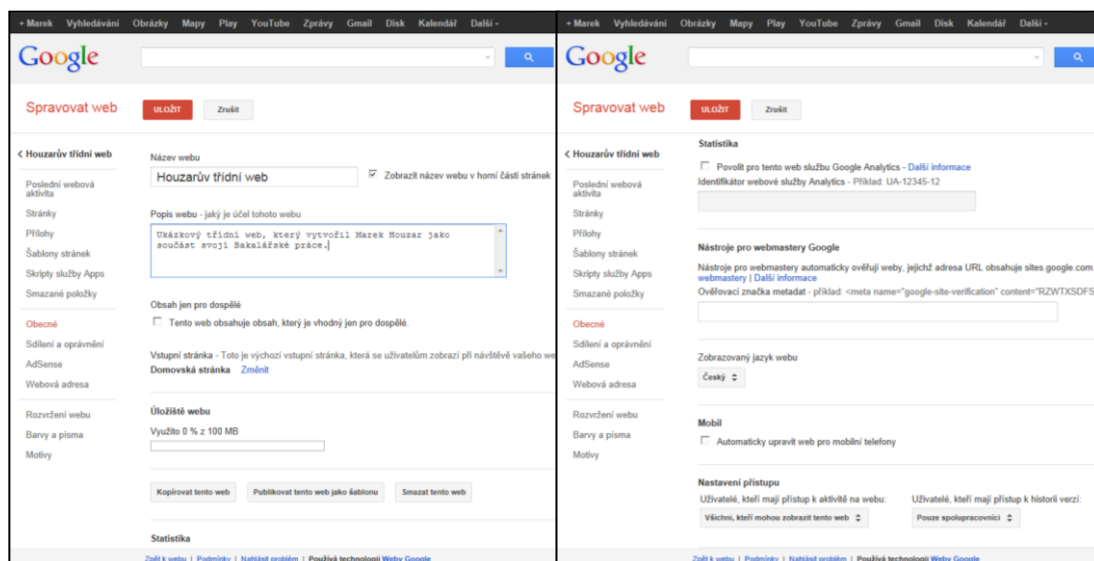 + Marek Vyhledávání Obrázky Mapy Play YouTube Zprávy Gmail Disk Kalendář Další
Google
Spravovat web
ULOŽIT Zrušit
Houzarův třídní web
Poslední webová
aktivita
Stránky
Přílohy
Šablony stránek
Skripty služby Apps
Smazané položky
Obecné
Sdílení a oprávnění
AdSense
Webová adresa
Rozvržení webu
Barvy a písma
Motivy
Název webu
Houzarův třídní web
Zobrazit název webu v horní části stránek
Popis webu - jaký je účel tohoto webu
Ukázkový třídní web, který vytvořil Marek Houzar jako
součást svojí Bakalářské práce.
Obsah jen pro dospělé
Tento web obsahuje obsah, který je vhodný jen pro dospělé.
Vstupní stránka - Toto je výchozí vstupní stránka, která se uživatelům zobrazí při návštěvě vašeho we
Domovská stránka Změnit
Úložiště webu
Využito 0 % z 100 MB
Kopírovat tento web Publikovat tento web jako šablonu Smazat tento web
Statistika
Zpět k webu | Podmínky | Nahlásit problém | Používá technologii Weby Google
+ Marek Vyhledávání Obrázky Mapy Play YouTube Zprávy Gmail Disk Kalendář Další
Google
Spravovat web
ULOŽIT Zrušit
Houzarův třídní web
Poslední webová
aktivita
Stránky
Přílohy
Šablony stránek
Skripty služby Apps
Smazané položky
Obecné
Sdílení a oprávnění
AdSense
Webová adresa
Rozvržení webu
Barvy a písma
Motivy
Statistika
Povolit pro tento web službu Google Analytics - Další informace
Identifikátor webové služby Analytics - Příklad: UA-12345-12
Nástroje pro webmastery Google
Nástroje pro webmastery automaticky ověřují weby, jejichž adresa URL obsahuje sites.google.com.
webmastery | Další informace
Ověřovací značka metadat - příklad: <meta name="google-site-verification" content="RZWTXSDFS
Zobrazovaný jazyk webu
Český
Mobil
Automaticky upravit web pro mobilní telefony
Nastavení přístupu
Uživatelé, kteří mají přístup k aktivitě na webu: Uživatelé, kteří mají přístup k historii verzí:
Všichni, kteří mohou zobrazit tento web Pouze spolupracovníci
Zpět k webu | Podmínky | Nahlásit problém | Používá technologii Weby Google